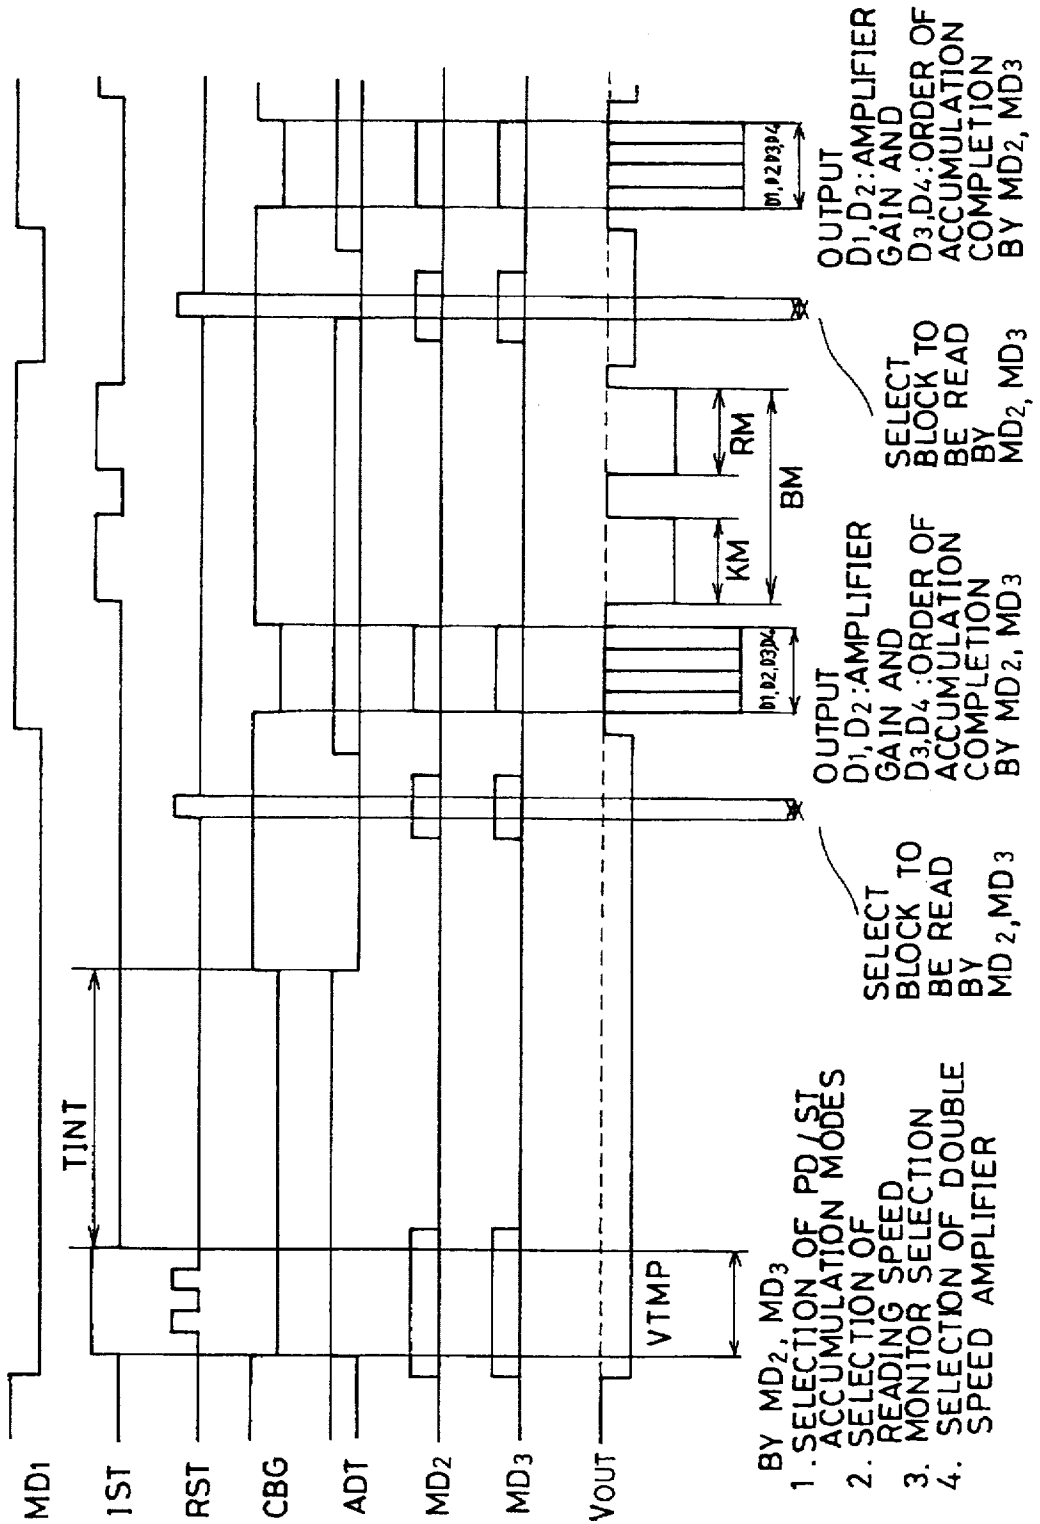 MD1
IST
RST
CBG
ADT
MD2
MD3
VOUT
TINT
VTMP
KM
RM
BM
D1,D2,D3,D4
D1,D2,D3,D4
BY MD2, MD3
1. SELECTION OF PD/ST
ACCUMULATION MODES
2. SELECTION OF
READING SPEED
3. MONITOR SELECTION
4. SELECTION OF DOUBLE
SPEED AMPLIFIER
SELECT
BLOCK TO
BE READ
BY
MD2,MD3
OUTPUT
D1,D2:AMPLIFIER
GAIN AND
D3,D4:ORDER OF
ACCUMULATION
COMPLETION
BY MD2, MD3
SELECT
BLOCK TO
BE READ
BY
MD2, MD3
OUTPUT
D1,D2:AMPLIFIER
GAIN AND
D3,D4:ORDER OF
ACCUMULATION
COMPLETION
BY MD2, MD3